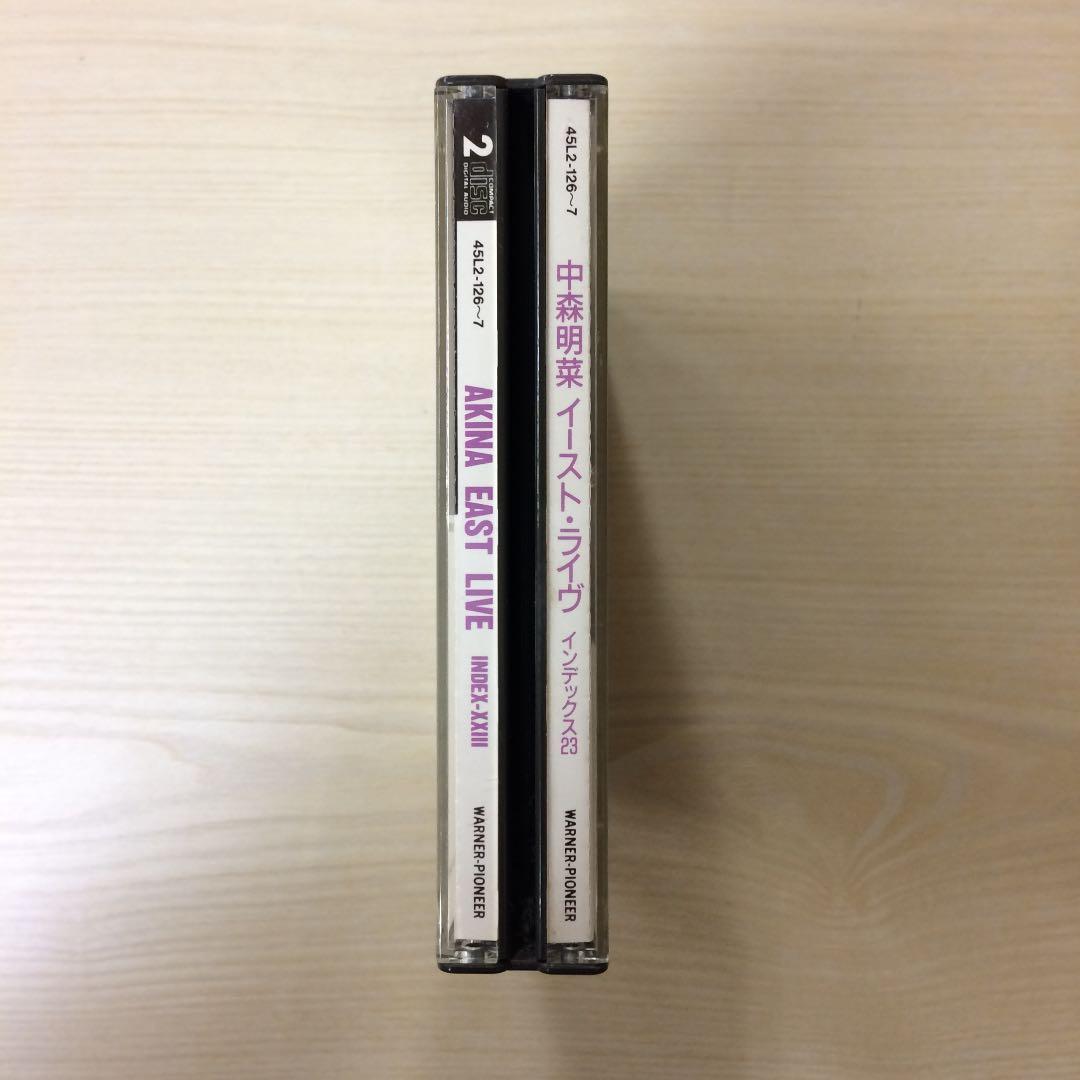 2 COMPACT disc DIGITAL AUDIO
45L2-126〜7
AKINA EAST LIVE INDEX-XXIII
WARNER-PIONEER
45L2-126〜7
中森明菜 イースト・ライヴ インデックス23
WARNER-PIONEER